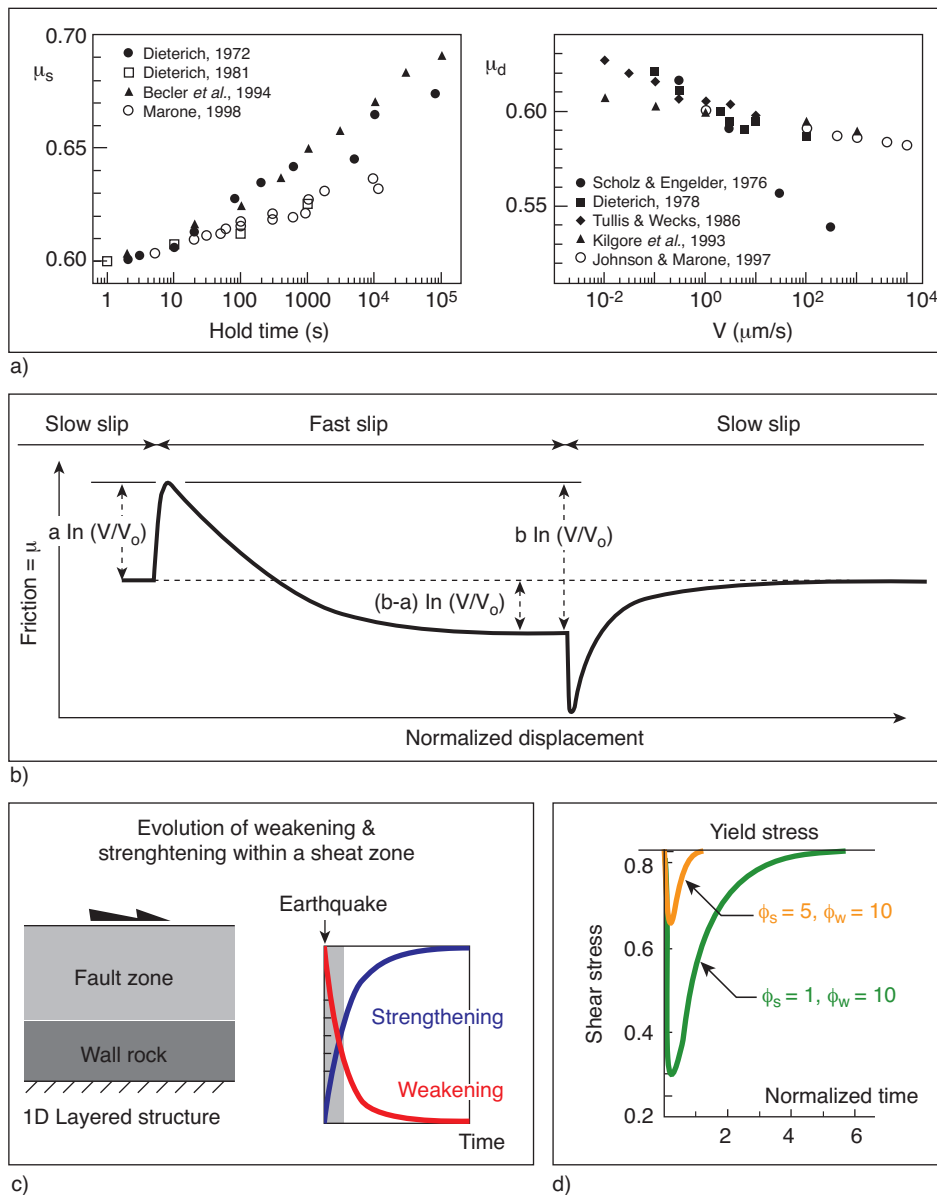 0.70
μs
0.65
0.60
Dieterich, 1972
Dieterich, 1981
Becler et al., 1994
Marone, 1998
1 10 100 1000 10⁴ 10⁵
Hold time (s)
μd
0.60
0.55
Scholz & Engelder, 1976
Dieterich, 1978
Tullis & Wecks, 1986
Kilgore et al., 1993
Johnson & Marone, 1997
10⁻² 10⁰ 10² 10⁴
V (μm/s)
a)
Slow slip Fast slip Slow slip
a ln (V/Vo)
b ln (V/Vo)
(b-a) ln (V/Vo)
Friction = μ
Normalized displacement
b)
Evolution of weakening &
strenghtening within a sheat zone
Earthquake
Fault zone
Wall rock
1D Layered structure
Strengthening
Weakening
Time
c)
Yield stress
0.8
0.6
0.4
0.2
Shear stress
ϕs = 5, ϕw = 10
ϕs = 1, ϕw = 10
Normalized time
2 4 6
d)